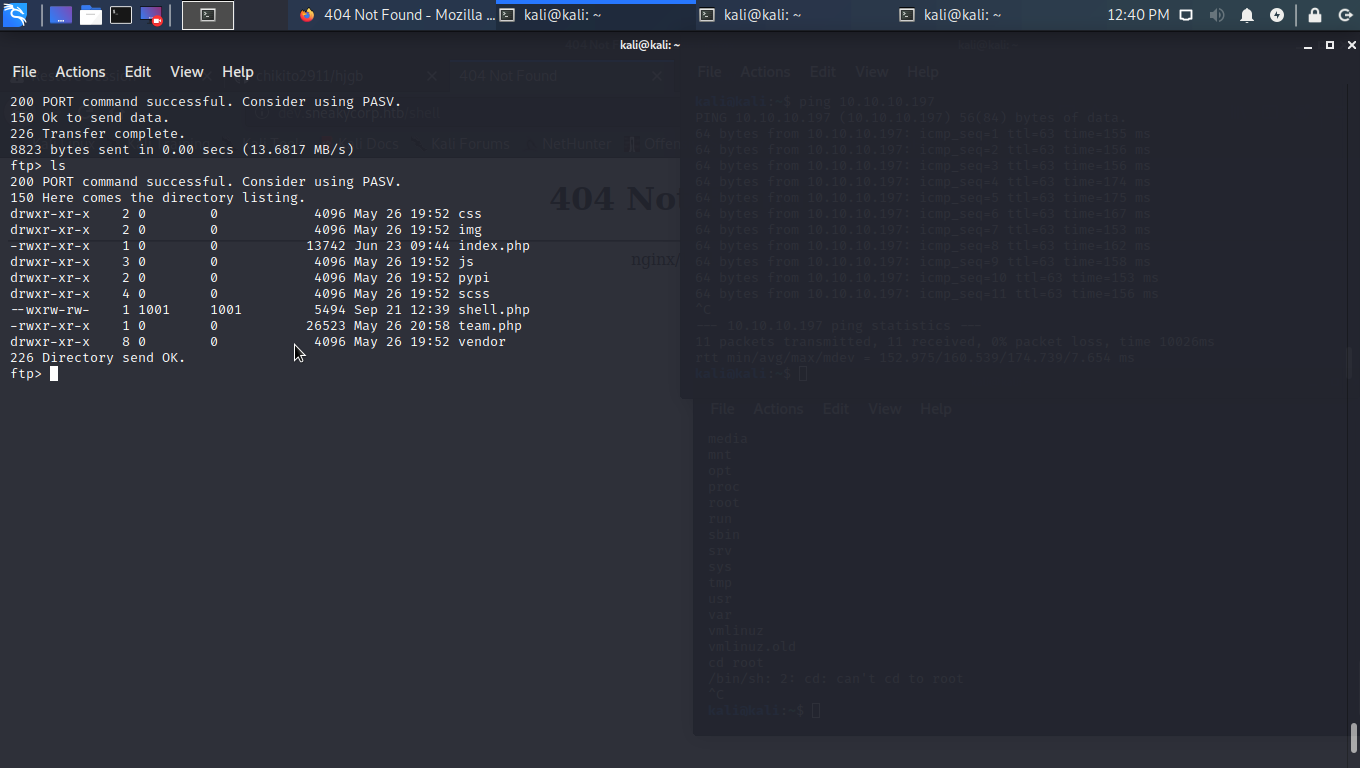 404 Not Found - Mozilla ...
kali@kali: ~
kali@kali: ~
kali@kali: ~
12:40 PM
kali@kali: ~
File Actions Edit View Help
200 PORT command successful. Consider using PASV.
150 Ok to send data.
226 Transfer complete.
8823 bytes sent in 0.00 secs (13.6817 MB/s)
ftp> ls
200 PORT command successful. Consider using PASV.
150 Here comes the directory listing.
drwxr-xr-x    2 0        0            4096 May 26 19:52 css
drwxr-xr-x    2 0        0            4096 May 26 19:52 img
-rwxr-xr-x    1 0        0           13742 Jun 23 09:44 index.php
drwxr-xr-x    3 0        0            4096 May 26 19:52 js
drwxr-xr-x    2 0        0            4096 May 26 19:52 pypi
drwxr-xr-x    4 0        0            4096 May 26 19:52 scss
--wxrw-rw-    1 1001     1001         5494 Sep 21 12:39 shell.php
-rwxr-xr-x    1 0        0           26523 May 26 20:58 team.php
drwxr-xr-x    8 0        0            4096 May 26 19:52 vendor
226 Directory send OK.
ftp>
chikito2911/hjgb
404 Not Found
sneakycorp.htb
Docs
Kali Forums
NetHunter
Offen
404 Not
nginx/
File Actions Edit View Help
kali@kali:~$ ping 10.10.10.197
PING 10.10.10.197 (10.10.10.197) 56(84) bytes of data.
64 bytes from 10.10.10.197: icmp_seq=1 ttl=63 time=155 ms
64 bytes from 10.10.10.197: icmp_seq=2 ttl=63 time=156 ms
64 bytes from 10.10.10.197: icmp_seq=3 ttl=63 time=156 ms
64 bytes from 10.10.10.197: icmp_seq=4 ttl=63 time=174 ms
64 bytes from 10.10.10.197: icmp_seq=5 ttl=63 time=175 ms
64 bytes from 10.10.10.197: icmp_seq=6 ttl=63 time=167 ms
64 bytes from 10.10.10.197: icmp_seq=7 ttl=63 time=153 ms
64 bytes from 10.10.10.197: icmp_seq=8 ttl=63 time=162 ms
64 bytes from 10.10.10.197: icmp_seq=9 ttl=63 time=158 ms
64 bytes from 10.10.10.197: icmp_seq=10 ttl=63 time=153 ms
64 bytes from 10.10.10.197: icmp_seq=11 ttl=63 time=156 ms
^C
--- 10.10.10.197 ping statistics ---
11 packets transmitted, 11 received, 0% packet loss, time 10026ms
rtt min/avg/max/mdev = 152.975/160.539/174.739/7.654 ms
kali@kali:~$
File Actions Edit View Help
media
mnt
opt
proc
root
run
sbin
srv
sys
tmp
usr
var
vmlinuz
vmlinuz.old
cd root
/bin/sh: 2: cd: can't cd to root
^C
kali@kali:~$